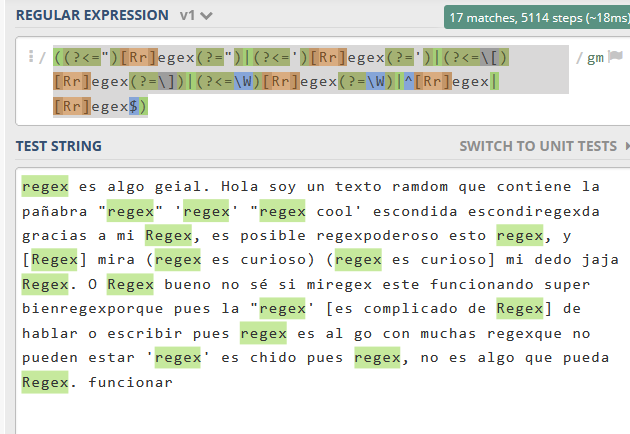 REGULAR EXPRESSION v1
17 matches, 5114 steps (~18ms)
/ ((?<=")[Rr]egex(?=")|(?<=')[Rr]egex(?=')|(?<=\[) / gm
[Rr]egex(?=\])|(?<=\W)[Rr]egex(?=\W)|^[Rr]egex|
[Rr]egex$)
TEST STRING SWITCH TO UNIT TESTS
regex es algo geial. Hola soy un texto ramdom que contiene la
pañabra "regex" 'regex' "regex cool' escondida escondiregexda
gracias a mi Regex, es posible regexpoderoso esto regex, y
[Regex] mira (regex es curioso) (regex es curioso] mi dedo jaja
Regex. O Regex bueno no sé si miregex este funcionando super
bienregexporque pues la "regex' [es complicado de Regex] de
hablar o escribir pues regex es al go con muchas regexque no
pueden estar 'regex' es chido pues regex, no es algo que pueda
Regex. funcionar